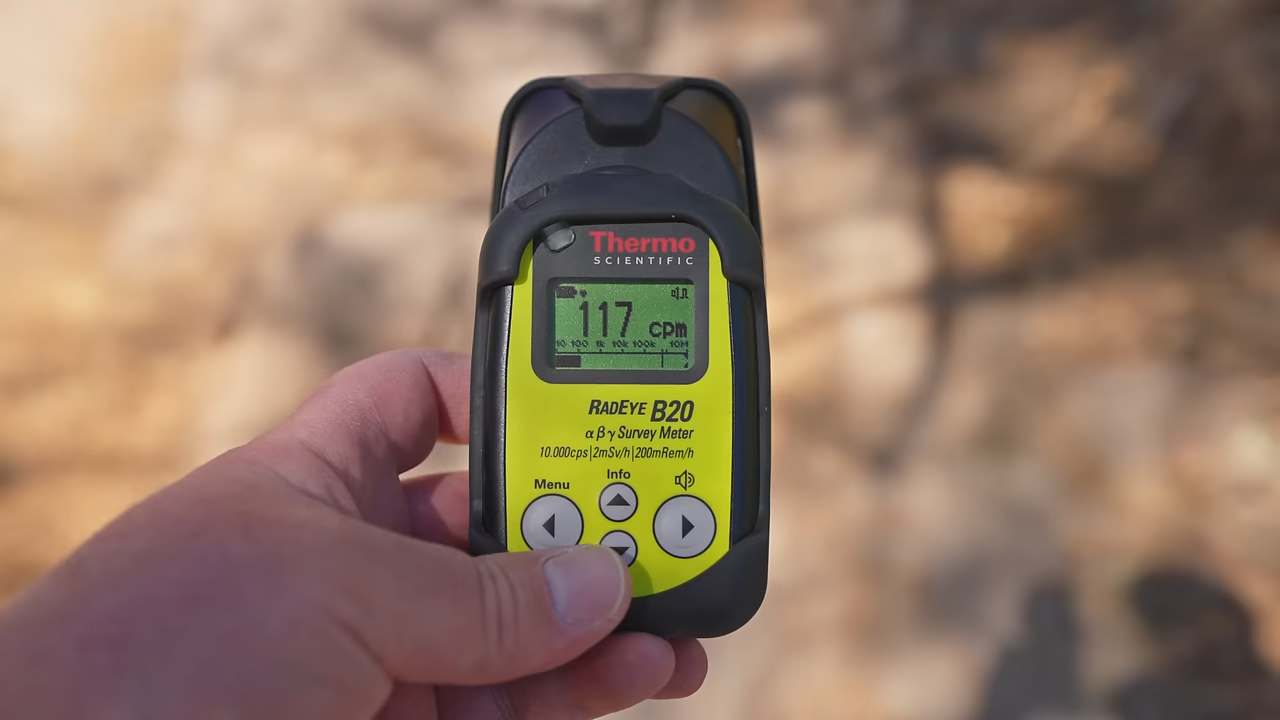 Thermo
SCIENTIFIC
117 cpm
10 100 1k 10k 100k 10M
RADEYE B20
α β γ Survey Meter
10.000cps|2mSv/h|200mRem/h
Info
Menu